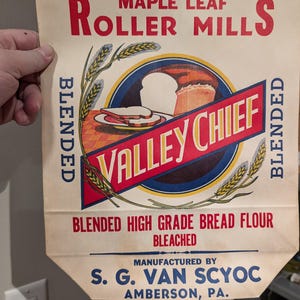 MAPLE LEAF
ROLLER MILLS
BLENDED
VALLEY CHIEF
BLENDED
BLENDED HIGH GRADE BREAD FLOUR
BLEACHED
MANUFACTURED BY
S. G. VAN SCYOC
AMBERSON, PA.